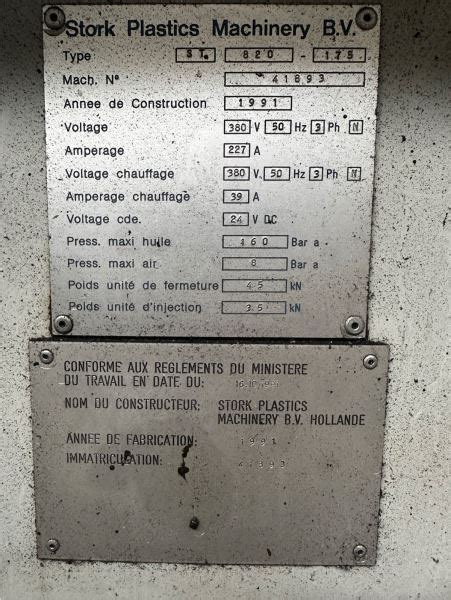 Stork Plastics Machinery B.V.
Type ST. 820 - 175
Mach. Nº 41893
Annee de Construction 1991
Voltage 380 V 50 Hz 3 Ph N
Amperage 227 A
Voltage chauffage 380 V. 50 Hz 3 Ph N
Amperage chauffage 39 A
Voltage cde. 24 V DC
Press. maxi huile 160 Bar a
Press. maxi air 8 Bar a
Poids unité de fermeture 45 kN
Poids unité d'injection 35 kN
CONFORME AUX REGLEMENTS DU MINISTERE
DU TRAVAIL EN DATE DU:
NOM DU CONSTRUCTEUR: STORK PLASTICS
MACHINERY B.V. HOLLANDE
ANNEE DE FABRICATION: 1991
IMMATRICULATION: 41893